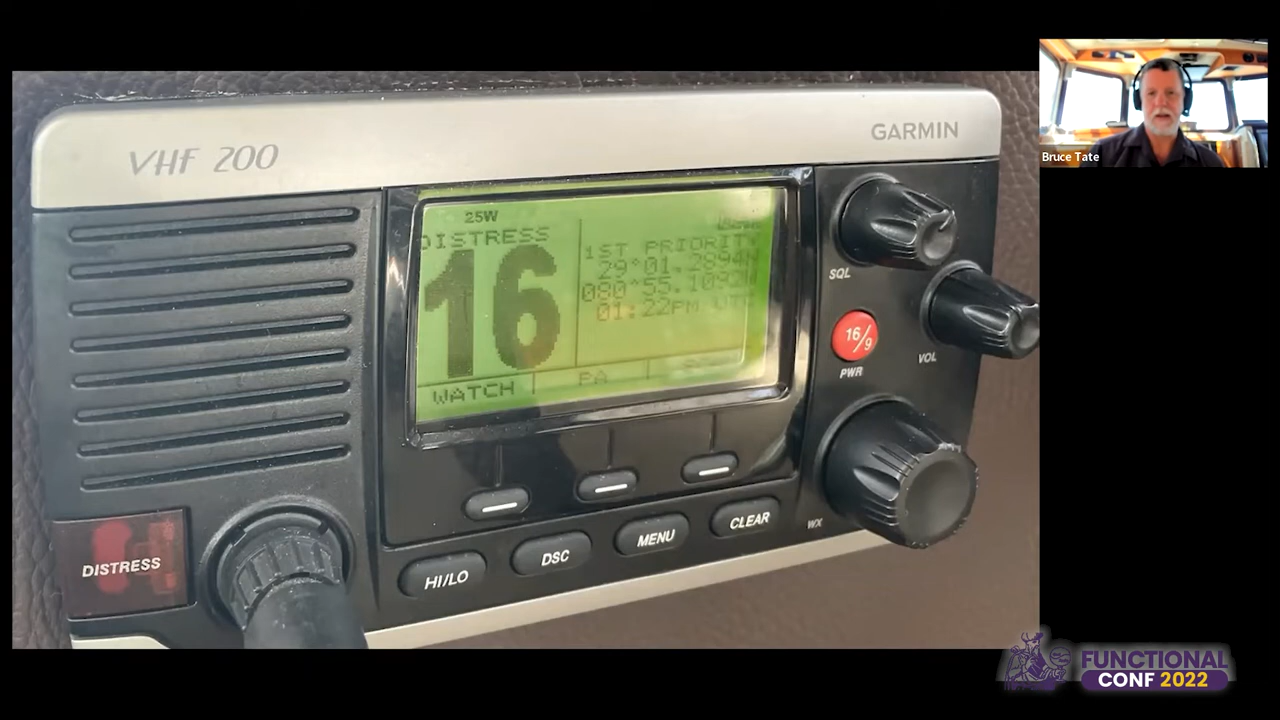 VHF 200
GARMIN
25W
DISTRESS
16
1ST PRIORITY
29°01.2894N
080°55.1092W
01:22PM UTC
WATCH
PA
SQL
16/9
PWR
VOL
WX
DISTRESS
HI/LO
DSC
MENU
CLEAR
Bruce Tate
FUNCTIONAL
CONF 2022